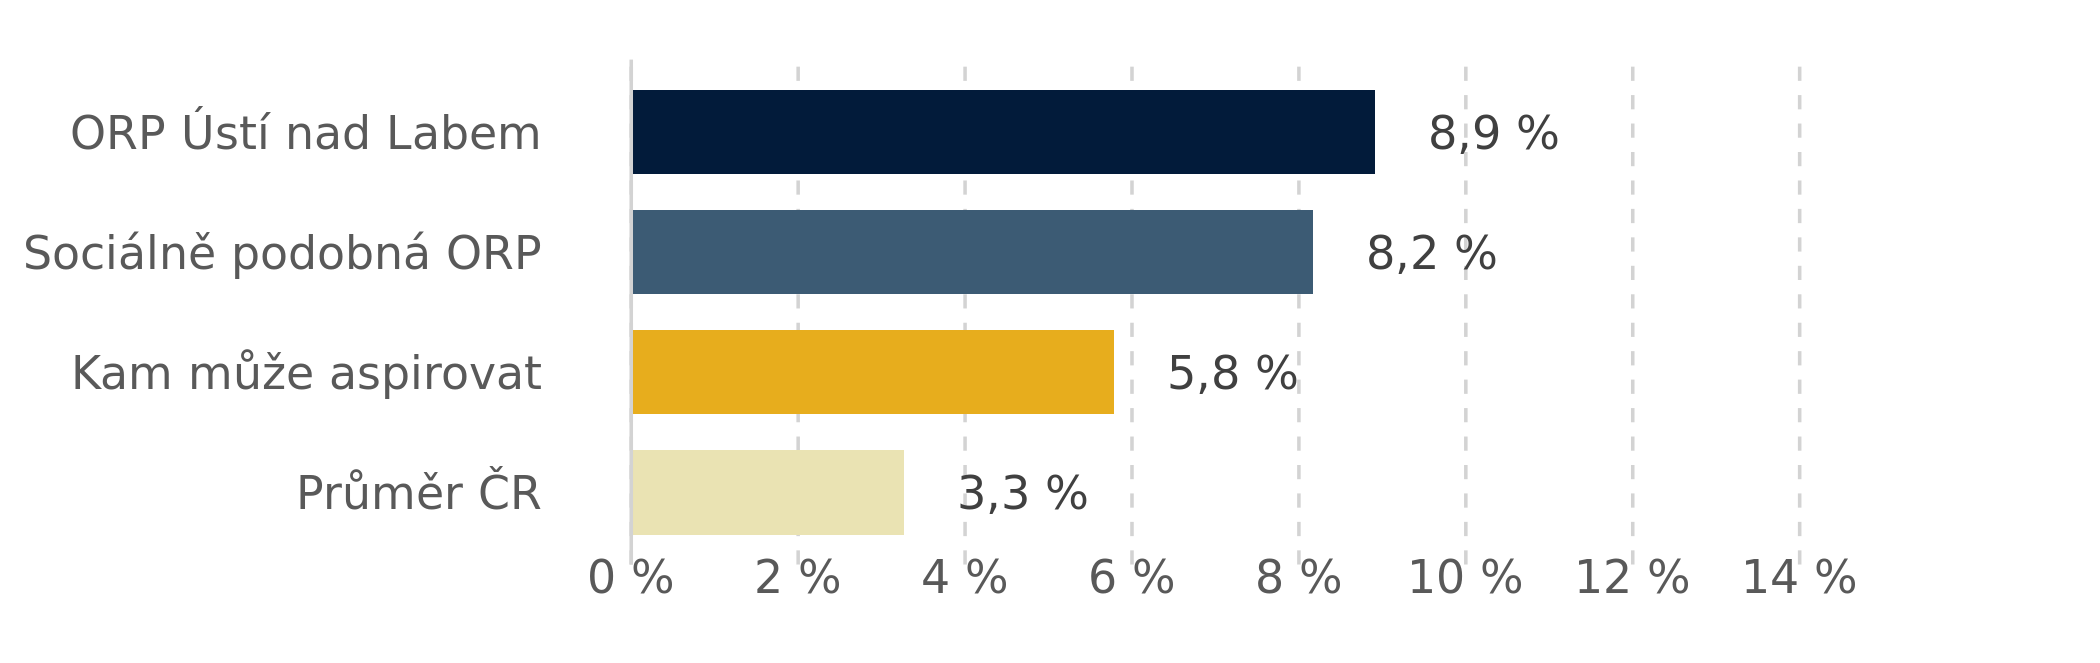 ORP Ústí nad Labem 8,9 %
Sociálně podobná ORP 8,2 %
Kam může aspirovat 5,8 %
Průměr ČR 3,3 %
0 % 2 % 4 % 6 % 8 % 10 % 12 % 14 %